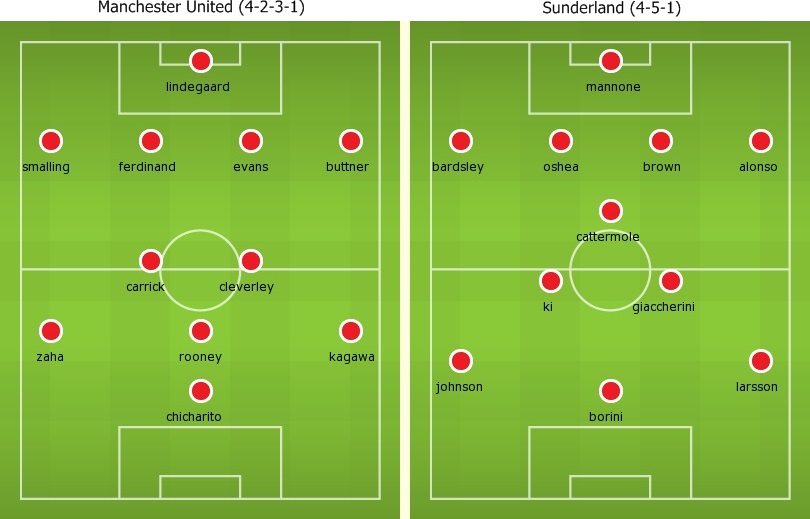 Manchester United (4-2-3-1)
lindegaard
smalling ferdinand evans buttner
carrick cleverley
zaha rooney kagawa
chicharito
Sunderland (4-5-1)
mannone
bardsley oshea brown alonso
cattermole
ki giaccherini
johnson larsson
borini